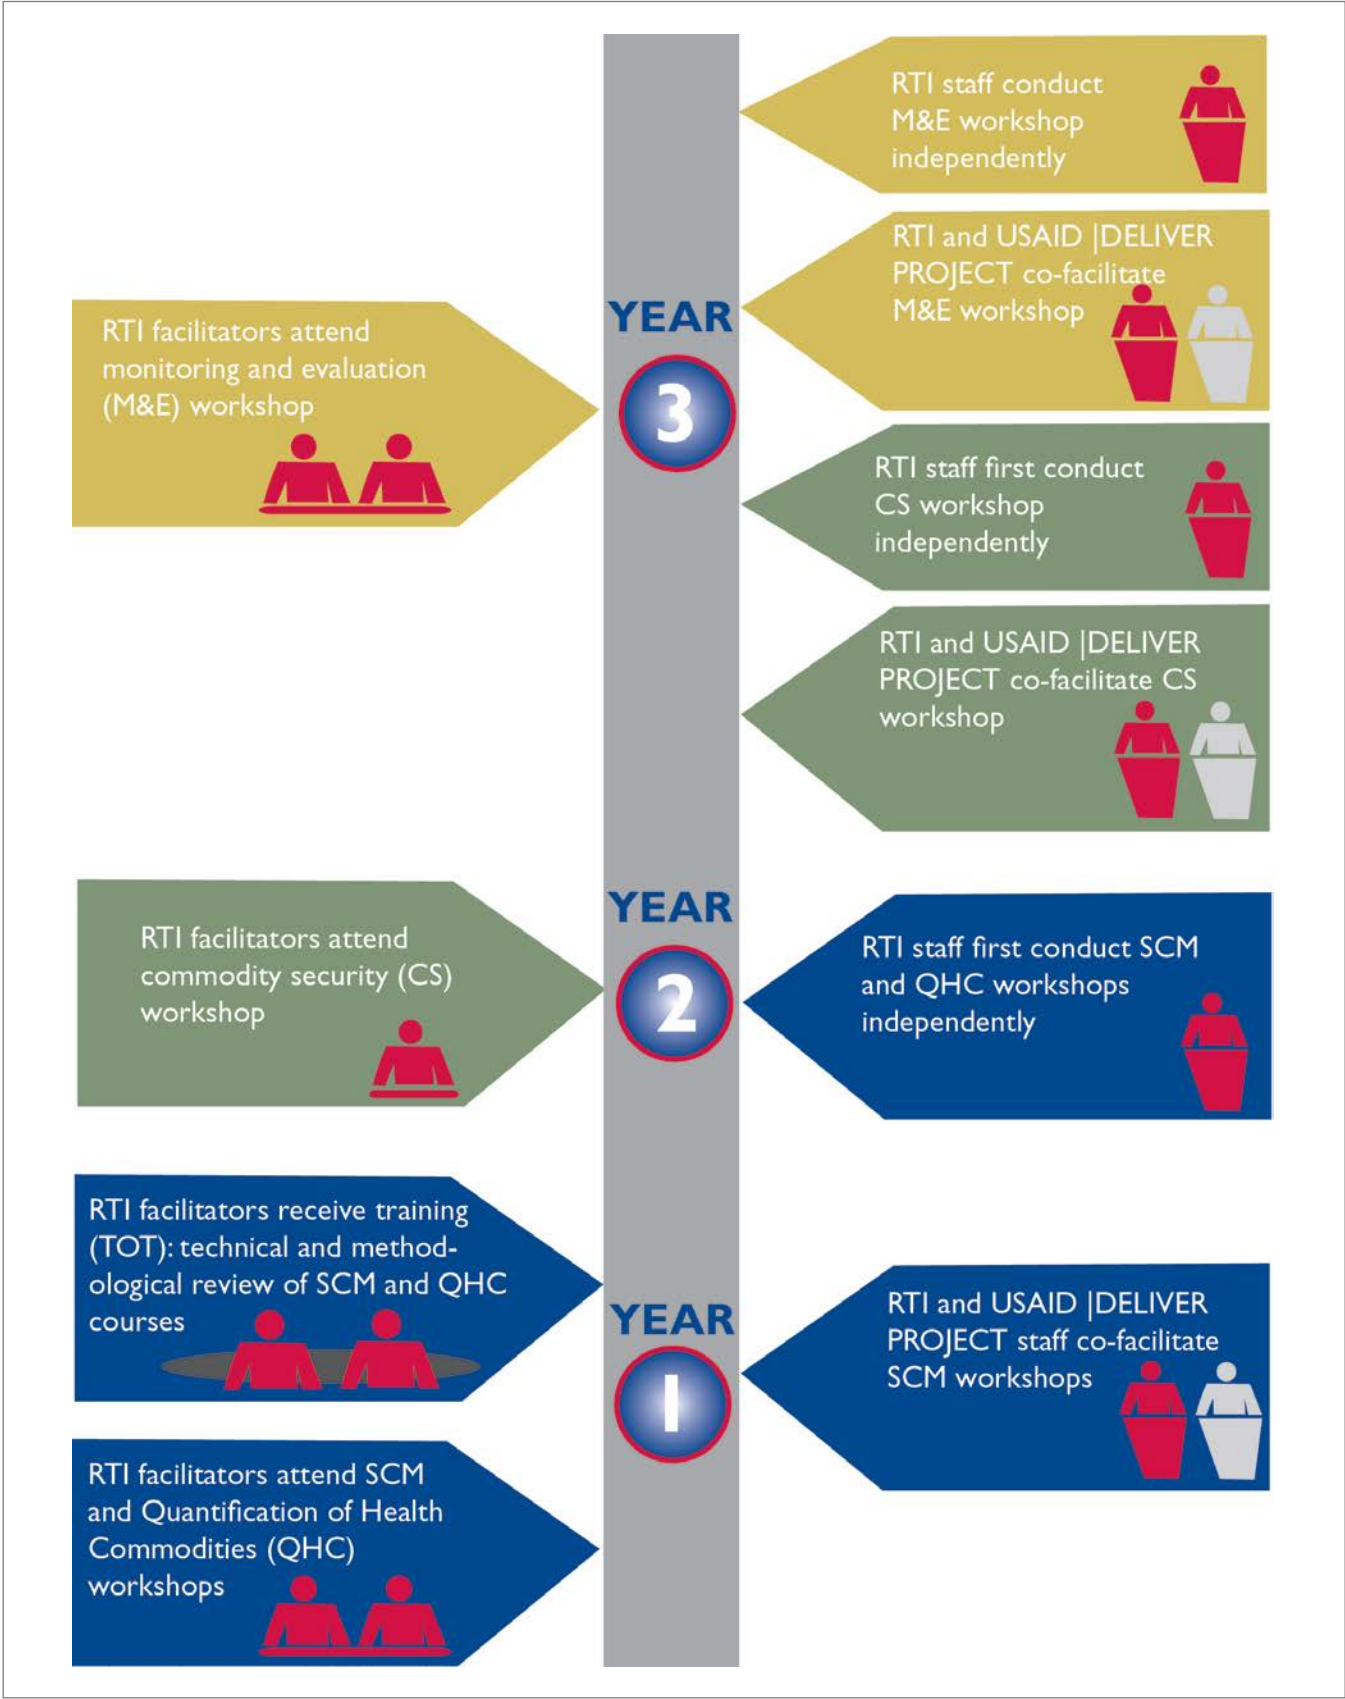 RTI staff conduct
M&E workshop
independently
RTI and USAID |DELIVER
PROJECT co-facilitate
M&E workshop
YEAR
3
RTI facilitators attend
monitoring and evaluation
(M&E) workshop
RTI staff first conduct
CS workshop
independently
RTI and USAID |DELIVER
PROJECT co-facilitate CS
workshop
YEAR
2
RTI facilitators attend
commodity security (CS)
workshop
RTI staff first conduct SCM
and QHC workshops
independently
RTI facilitators receive training
(TOT): technical and method-
ological review of SCM and QHC
courses
YEAR
1
RTI and USAID |DELIVER
PROJECT staff co-facilitate
SCM workshops
RTI facilitators attend SCM
and Quantification of Health
Commodities (QHC)
workshops